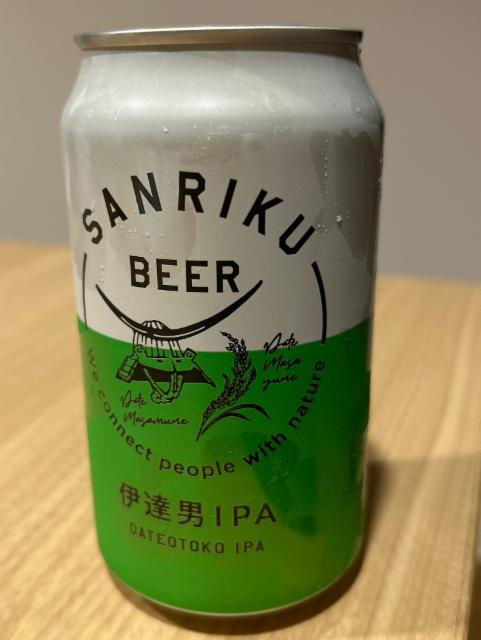 SANRIKU
BEER
Date
Masamune
Date
Masa
mune
We connect people with nature
伊達男IPA
DATEOTOKO IPA